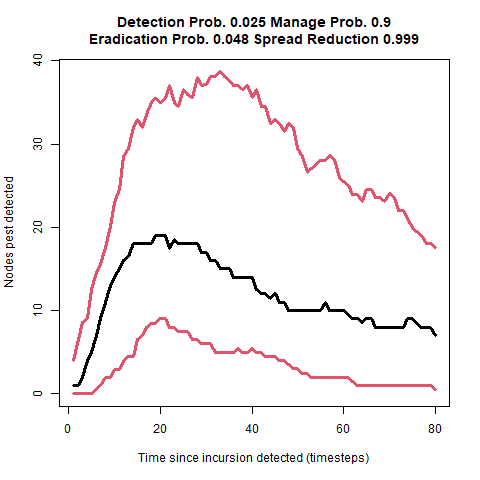 Detection Prob. 0.025 Manage Prob. 0.9
Eradication Prob. 0.048 Spread Reduction 0.999
Nodes pest detected
40
30
20
10
0
0 20 40 60 80
Time since incursion detected (timesteps)